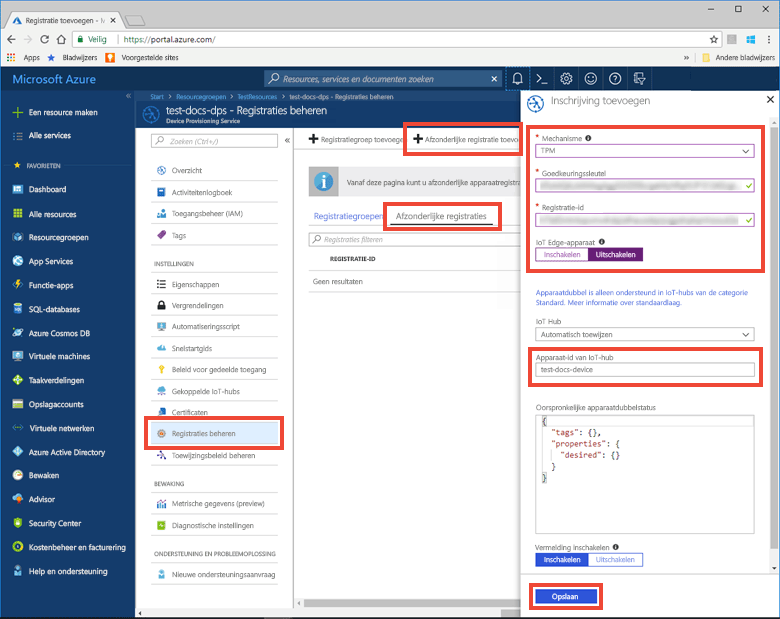 Registratie toevoegen - M
Veilig
https://portal.azure.com/
Apps
Bladwijzers
Voorgestelde sites
»
Andere bladwijzers
Microsoft Azure
Resources, services en documenten zoeken
Een resource maken
Alle services
FAVORIETEN
Dashboard
Alle resources
Resourcegroepen
App Services
Functie-apps
SQL-databases
Azure Cosmos DB
Virtuele machines
Taakverdelingen
Opslagaccounts
Virtuele netwerken
Azure Active Directory
Bewaken
Advisor
Security Center
Kostenbeheer en facturering
Help en ondersteuning
Start > Resourcegroepen > TestResources > test-docs-dps - Registraties beheren
test-docs-dps - Registraties beheren
Device Provisioning Service
Zoeken (Ctrl+/)
Overzicht
Activiteitenlogboek
Toegangsbeheer (IAM)
Tags
INSTELLINGEN
Eigenschappen
Vergrendelingen
Automatiseringsscript
Snelstartgids
Beleid voor gedeelde toegang
Gekoppelde IoT-hubs
Certificaten
Registraties beheren
Toewijzingsbeleid beheren
BEWAKING
Metrische gegevens (preview)
Diagnostische instellingen
ONDERSTEUNING EN PROBLEEMOPLOSSING
Nieuwe ondersteuningsaanvraag
Registratiegroep toevoege
Afzonderlijke registratie toevo
Vanaf deze pagina kunt u afzonderlijke apparaatregistra
Registratiegroepen
Afzonderlijke registraties
Registraties filteren
REGISTRATIE-ID
Geen resultaten
Inschrijving toevoegen
* Mechanisme
TPM
* Goedkeuringssleutel
* Registratie-id
IoT Edge-apparaat
Inschakelen
Uitschakelen
Apparaatdubbel is alleen ondersteund in IoT-hubs van de categorie
Standard. Meer informatie over standaardlaag.
IoT Hub
Automatisch toewijzen
Apparaat-id van IoT-hub
test-docs-device
Oorspronkelijke apparaatdubbelstatus
{
"tags": {},
"properties": {
"desired": {}
}
}
Vermelding inschakelen
Inschakelen
Uitschakelen
Opslaan